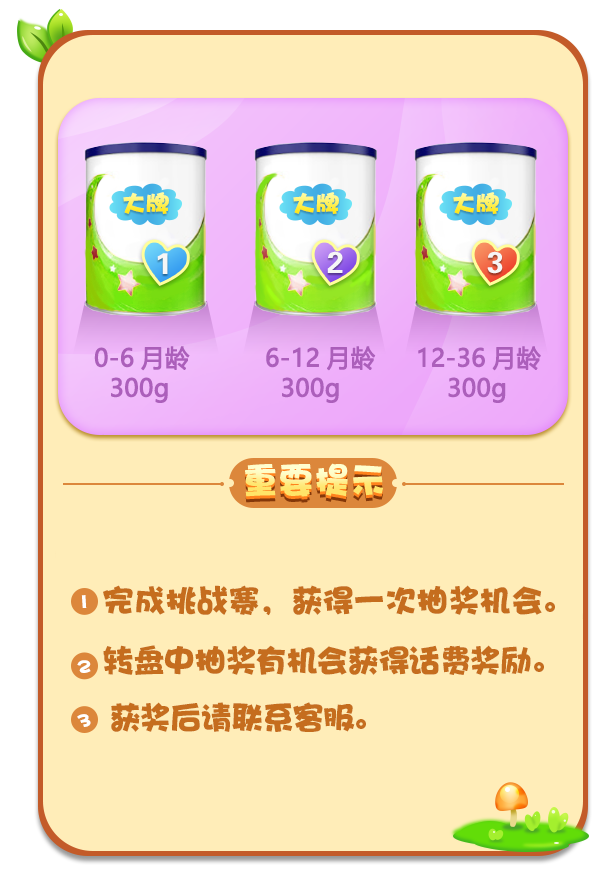 大牌 大牌 大牌
1 2 3
0-6 月龄 6-12 月龄 12-36 月龄
300g 300g 300g
重要提示
1 完成挑战赛，获得一次抽奖机会。
2 转盘中抽奖有机会获得话费奖励。
3 获奖后请联系客服。